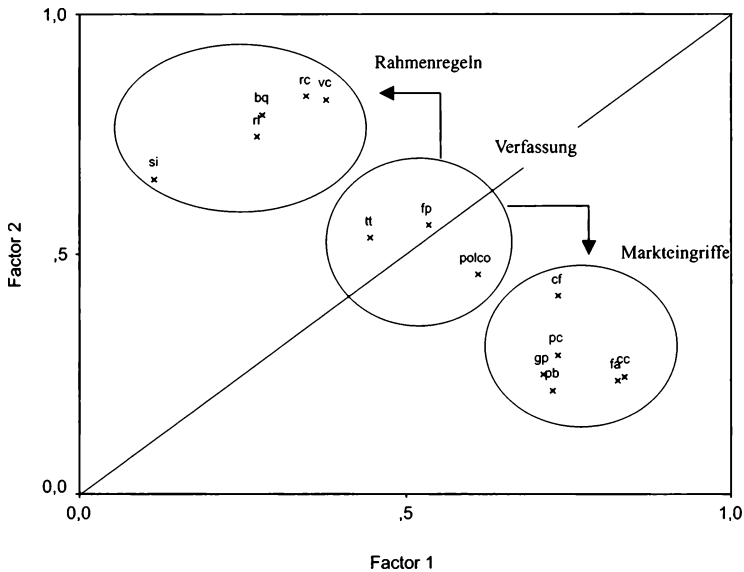 1,0
Rahmenregeln
rc vc
bq
rf
Verfassung
si
tt
fp
Factor 2
,5
polco
Markteingriffe
cf
pc
gp
fa cc
pb
0,0
0,0
,5
1,0
Factor 1